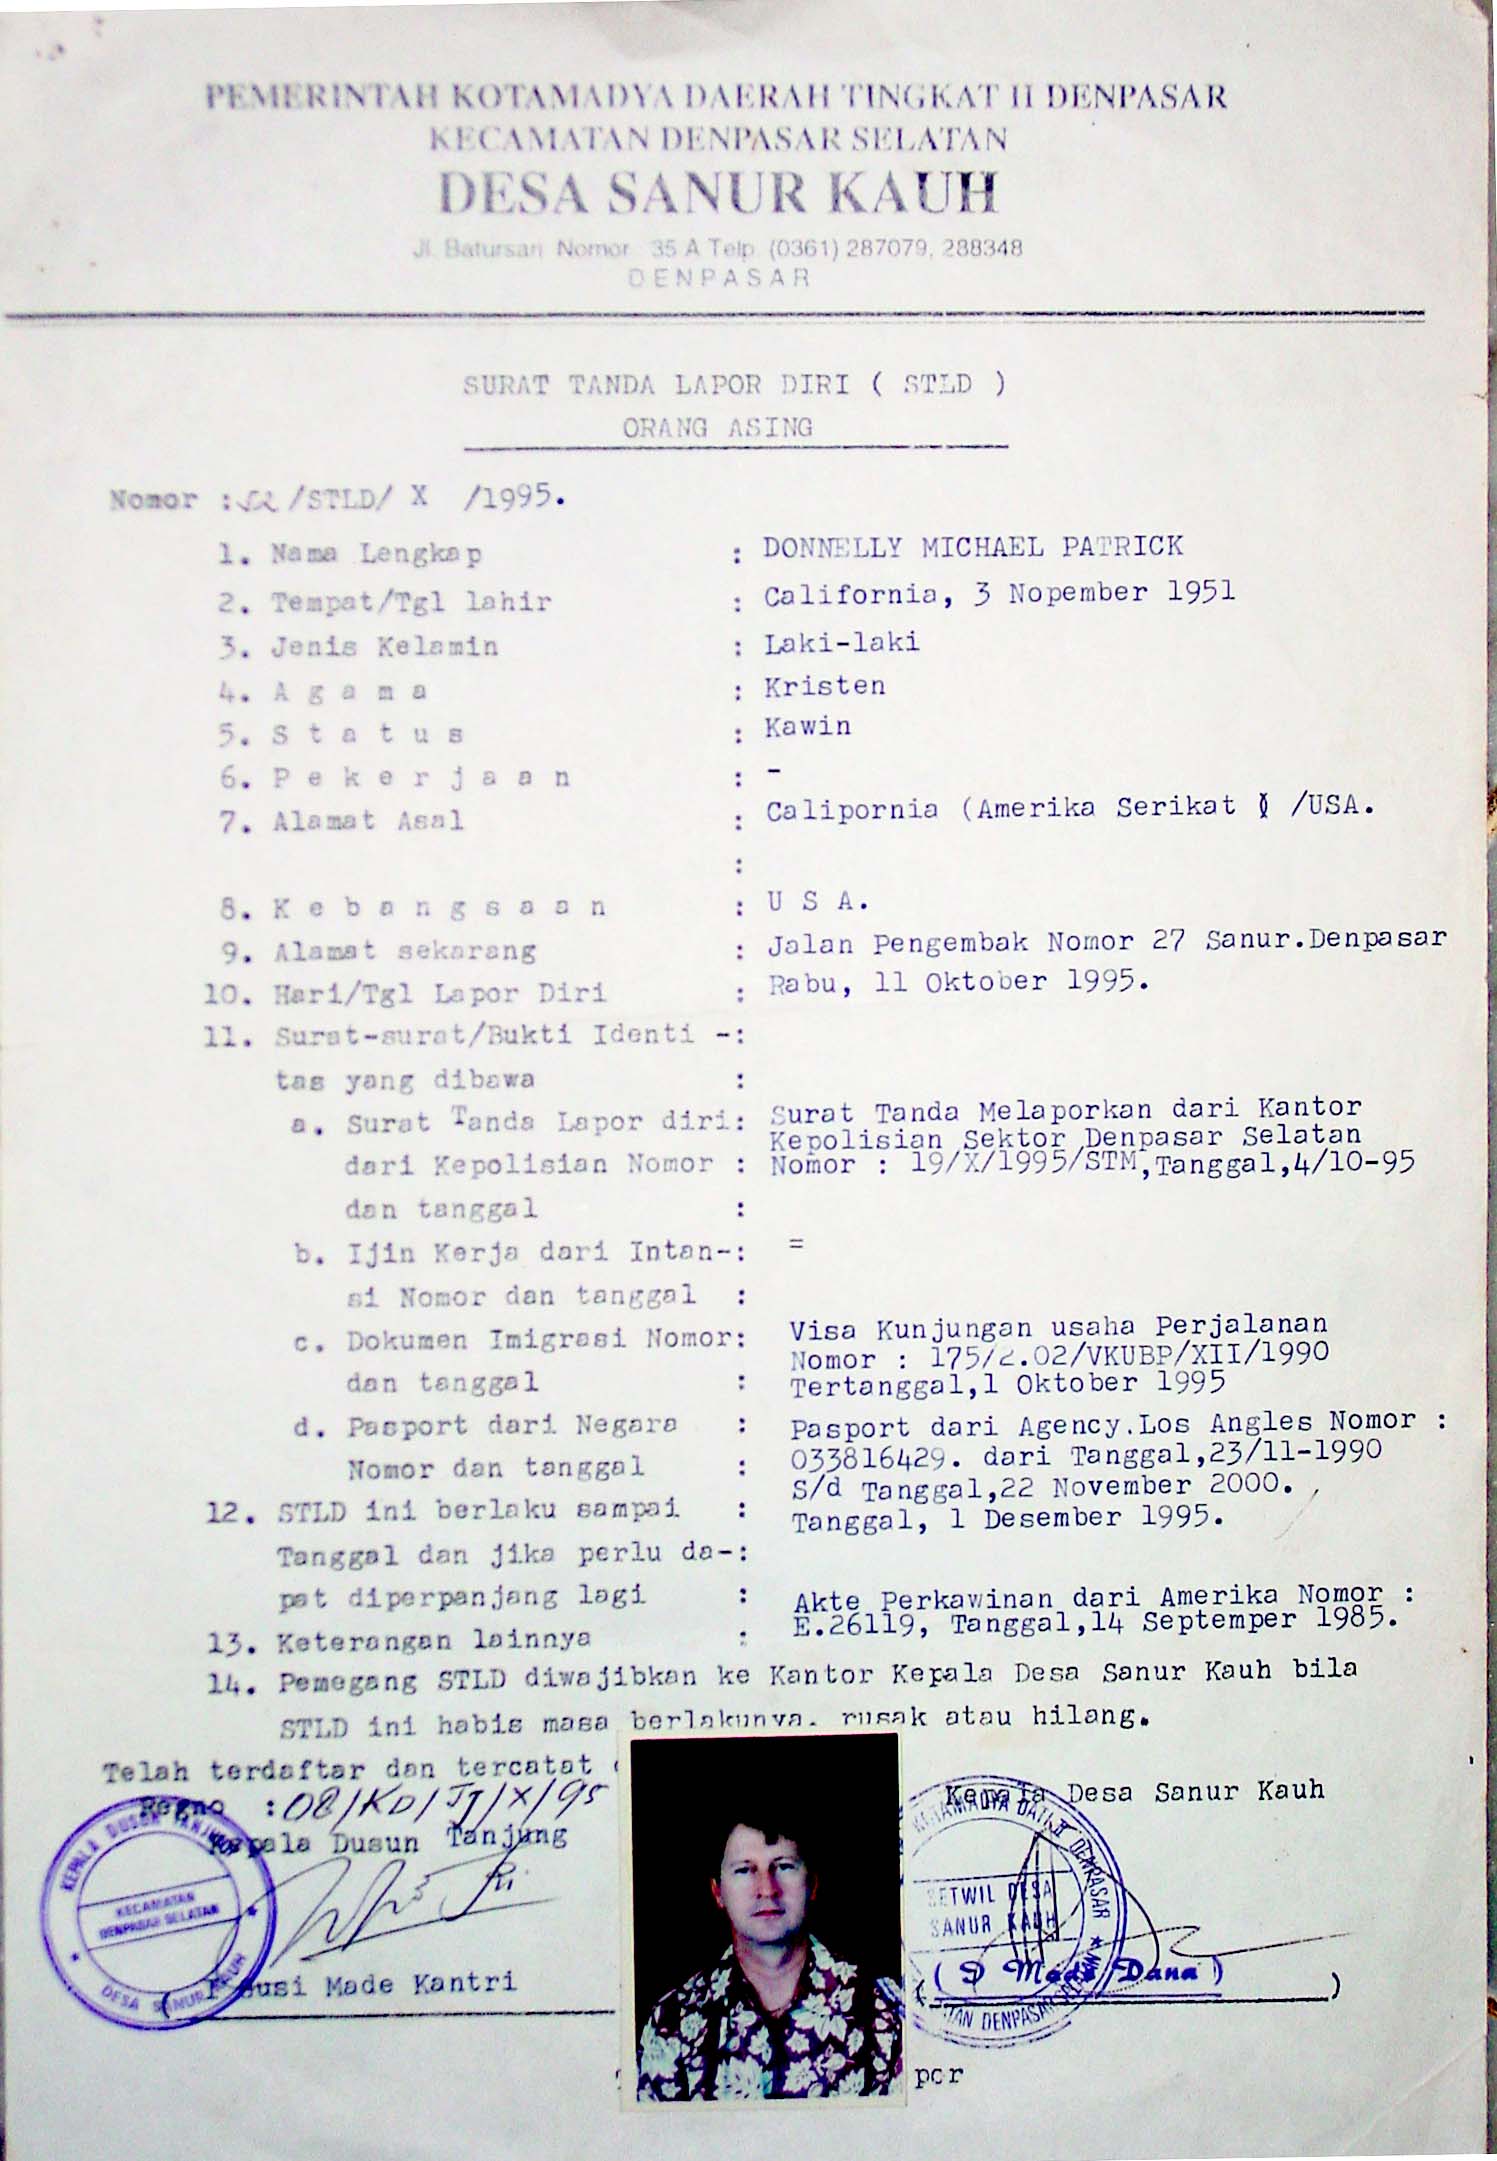 PEMERINTAH KOTAMADYA DAERAH TINGKAT II DENPASAR
KECAMATAN DENPASAR SELATAN
DESA SANUR KAUH
Jl. Batursari Nomor 35 A Telp. (0361) 287079, 288348
DENPASAR
SURAT TANDA LAPOR DIRI ( STLD )
ORANG ASING
Nomor : /STLD/ X /1995.
1. Nama Lengkap : DONNELLY MICHAEL PATRICK
2. Tempat/Tgl lahir : California, 3 Nopember 1951
3. Jenis Kelamin : Laki-laki
4. A g a m a : Kristen
5. S t a t u s : Kawin
6. P e k e r j a a n : -
7. Alamat Asal : Calipornia (Amerika Serikat ) /USA.
:
8. K e b a n g s a a n : U S A.
9. Alamat sekarang : Jalan Pengembak Nomor 27 Sanur.Denpasar
10. Hari/Tgl Lapor Diri : Rabu, 11 Oktober 1995.
11. Surat-surat/Bukti Identi -:
tas yang dibawa :
a. Surat Tanda Lapor diri: Surat Tanda Melaporkan dari Kantor
Kepolisian Sektor Denpasar Selatan
dari Kepolisian Nomor : Nomor : 19/X/1995/STM,Tanggal,4/10-95
dan tanggal :
b. Ijin Kerja dari Intan-: =
si Nomor dan tanggal :
c. Dokumen Imigrasi Nomor: Visa Kunjungan usaha Perjalanan
Nomor : 175/2.02/VKUBP/XII/1990
dan tanggal : Tertanggal,1 Oktober 1995
d. Pasport dari Negara : Pasport dari Agency.Los Angles Nomor :
033816429. dari Tanggal,23/11-1990
Nomor dan tanggal : S/d Tanggal,22 November 2000.
12. STLD ini berlaku sampai : Tanggal, 1 Desember 1995.
Tanggal dan jika perlu da-:
pat diperpanjang lagi : Akte Perkawinan dari Amerika Nomor :
13. Keterangan lainnya : E.26119, Tanggal,14 Septemper 1985.
14. Pemegang STLD diwajibkan ke Kantor Kepala Desa Sanur Kauh bila
STLD ini habis masa berlakunya. rusak atau hilang.
Telah terdaftar dan tercatat
Regno : 08/KD/TJ/X/95
Kepala Dusun Tanjung
Kepala Desa Sanur Kauh
KEPALA DUSUN TANJUNG
KECAMATAN
DENPASAR SELATAN
DESA SANUR KAUH
KOTAMADYA DATI II DENPASAR
SETWIL DESA
SANUR KAUH
DENPASAR SELATAN
Made Kantri
( I Made Dana )
por